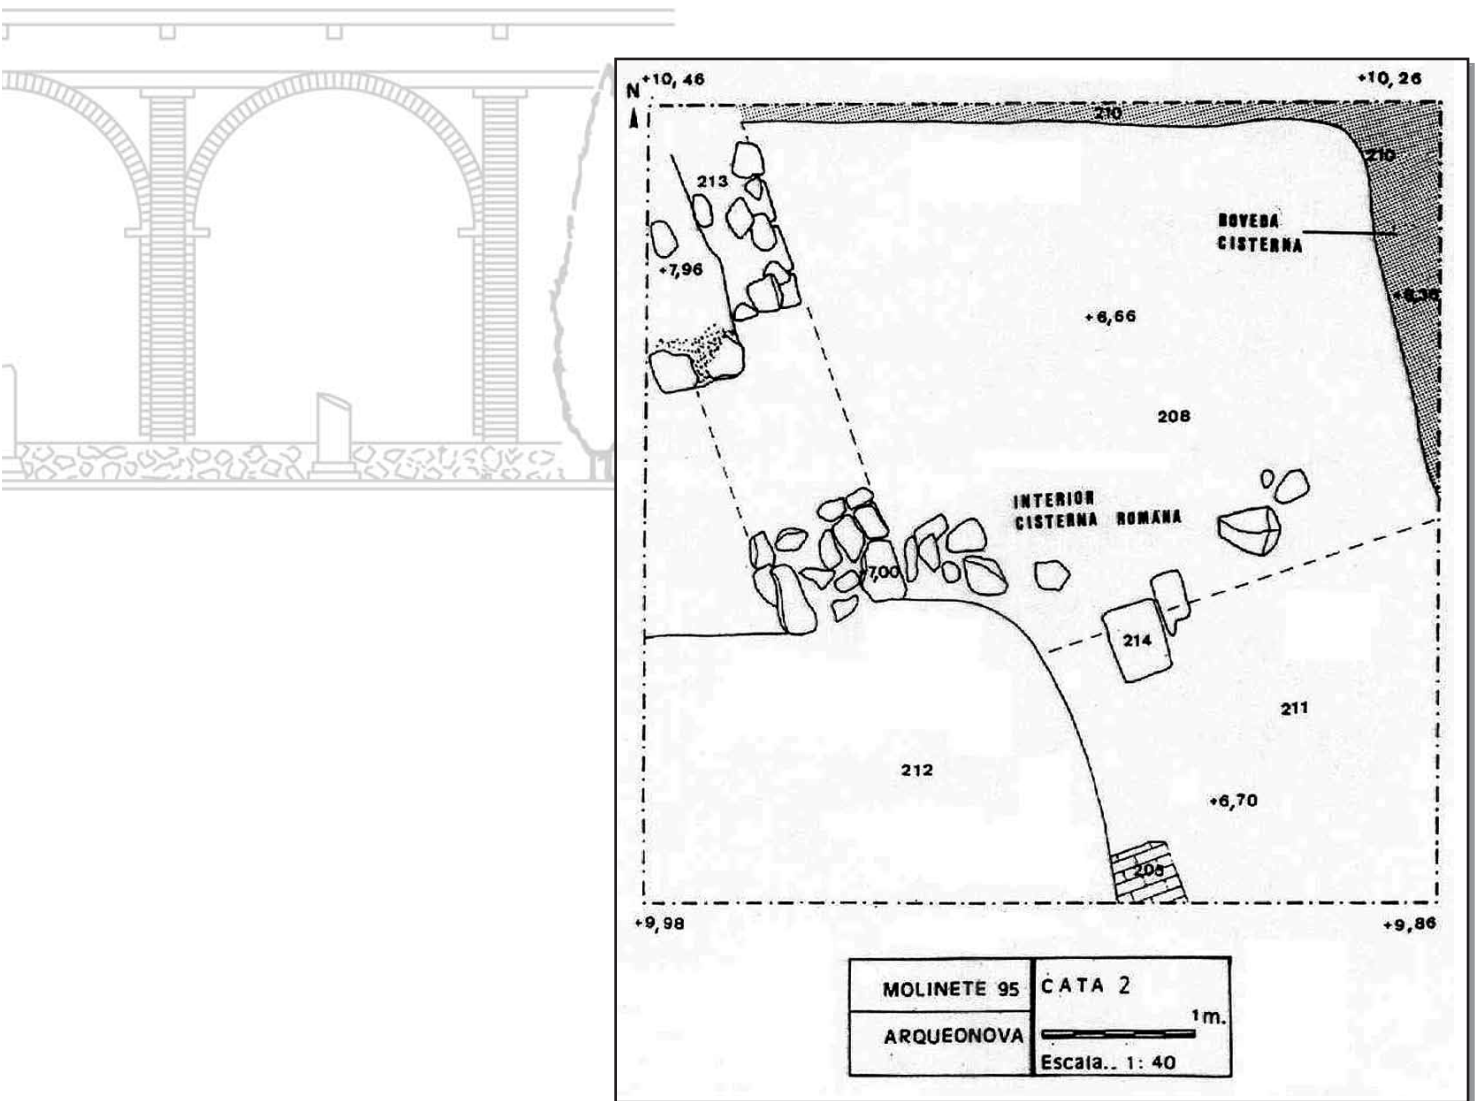 +10,46
+10,26
N
210
210
213
BOVEDA
CISTERNA
+7,96
+6,66
208
INTERIOR
CISTERNA ROMANA
+7,00
214
211
212
+6,70
205
+9,98
+9,86
MOLINETE 95
CATA 2
1m.
ARQUEONOVA
Escala.. 1: 40